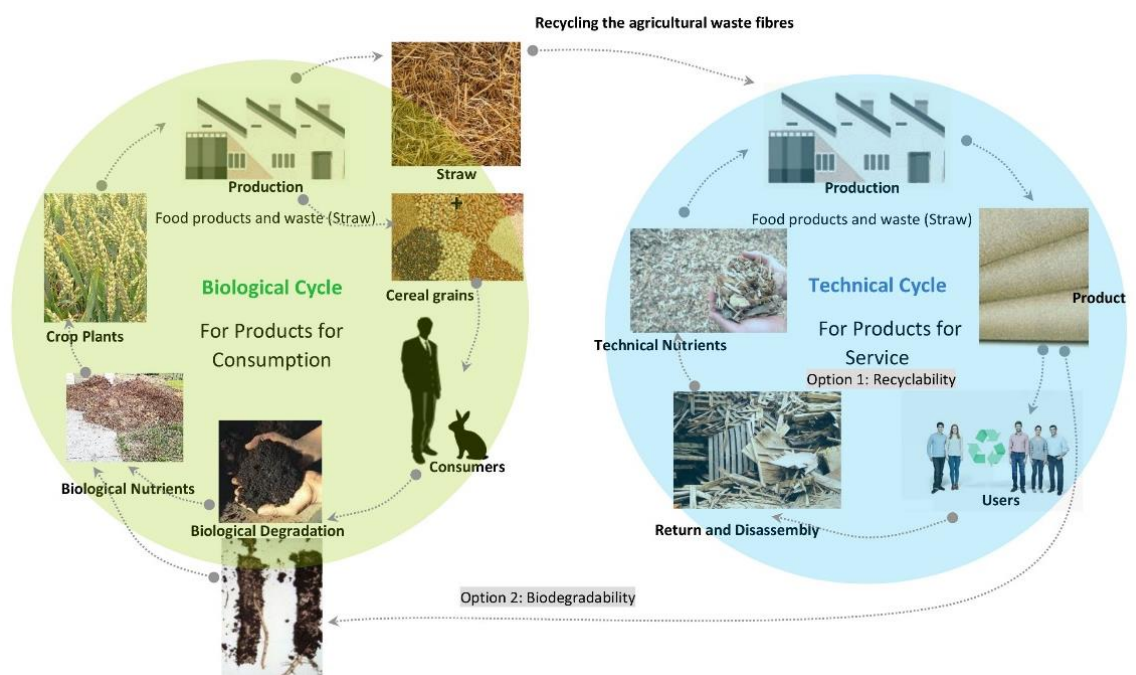 Recycling the agricultural waste fibres
Production
Food products and waste (Straw)
Straw
+
Cereal grains
Biological Cycle
For Products for
Consumption
Crop Plants
Consumers
Biological Nutrients
Biological Degradation
Production
Food products and waste (Straw)
Technical Cycle
Product
Technical Nutrients
For Products for
Service
Option 1: Recyclability
Users
Return and Disassembly
Option 2: Biodegradability